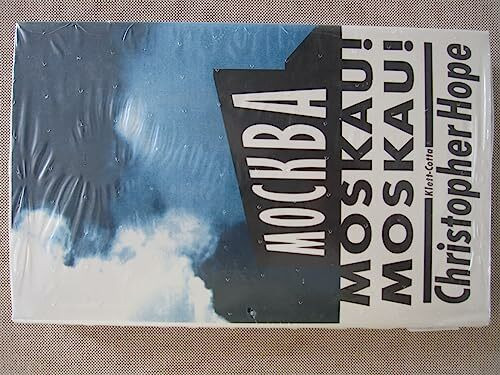 МОСКВА
MOSKAU!
MOSKAU!
Klett-Cotta
Christopher Hope